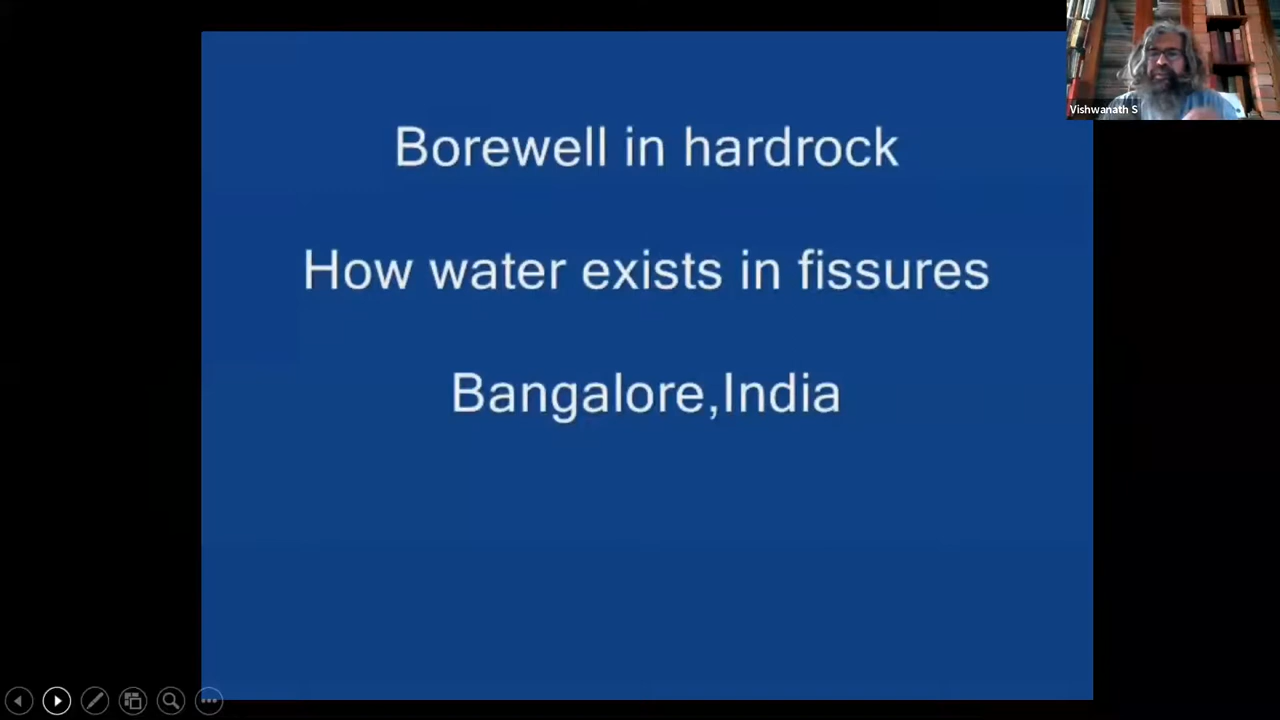 Borewell in hardrock
How water exists in fissures
Bangalore,India
Vishwanath S